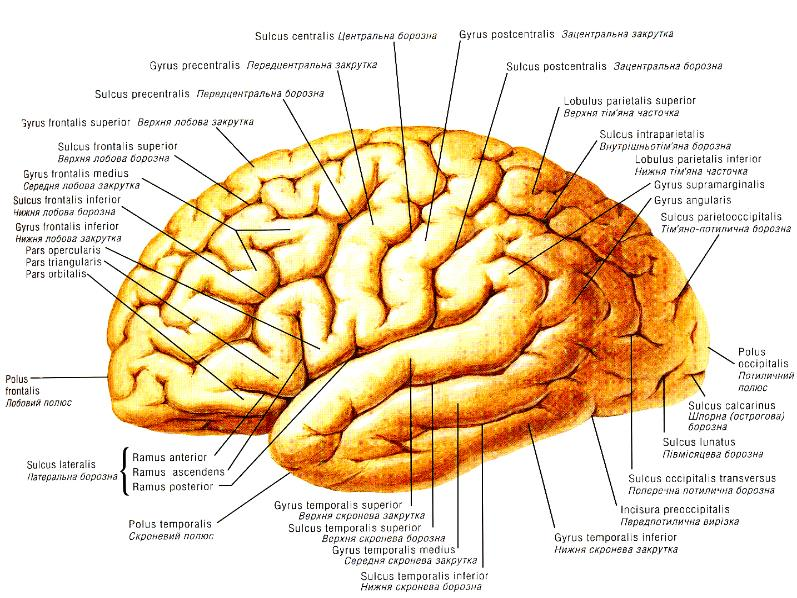 Sulcus centralis Центральна борозна
Gyrus postcentralis Зацентральна закрутка
Gyrus precentralis Передцентральна закрутка
Sulcus postcentralis Зацентральна борозна
Sulcus precentralis Передцентральна борозна
Lobulus parietalis superior
Верхня тім'яна часточка
Gyrus frontalis superior Верхня лобова закрутка
Sulcus intraparietalis
Внутрішньотім'яна борозна
Sulcus frontalis superior
Верхня лобова борозна
Lobulus parietalis inferior
Нижня тім'яна часточка
Gyrus frontalis medius
Середня лобова закрутка
Gyrus supramarginalis
Gyrus angularis
Sulcus frontalis inferior
Нижня лобова борозна
Sulcus parietooccipitalis
Тім'яно-потилична борозна
Gyrus frontalis inferior
Нижня лобова закрутка
Pars opercularis
Pars triangularis
Pars orbitalis
Polus
frontalis
Лобовий полюс
Polus
occipitalis
Потиличний
полюс
Sulcus calcarinus
Шпорна (острогова)
борозна
Sulcus lunatus
Півмісяцева борозна
Sulcus lateralis
Латеральна борозна
Ramus anterior
Ramus ascendens
Ramus posterior
Sulcus occipitalis transversus
Поперечна потилична борозна
Incisura preoccipitalis
Передпотилична вирізка
Polus temporalis
Скроневий полюс
Gyrus temporalis superior
Верхня скронева закрутка
Sulcus temporalis superior
Верхня скронева борозна
Gyrus temporalis medius
Середня скронева закрутка
Sulcus temporalis inferior
Нижня скронева борозна
Gyrus temporalis inferior
Нижня скронева закрутка